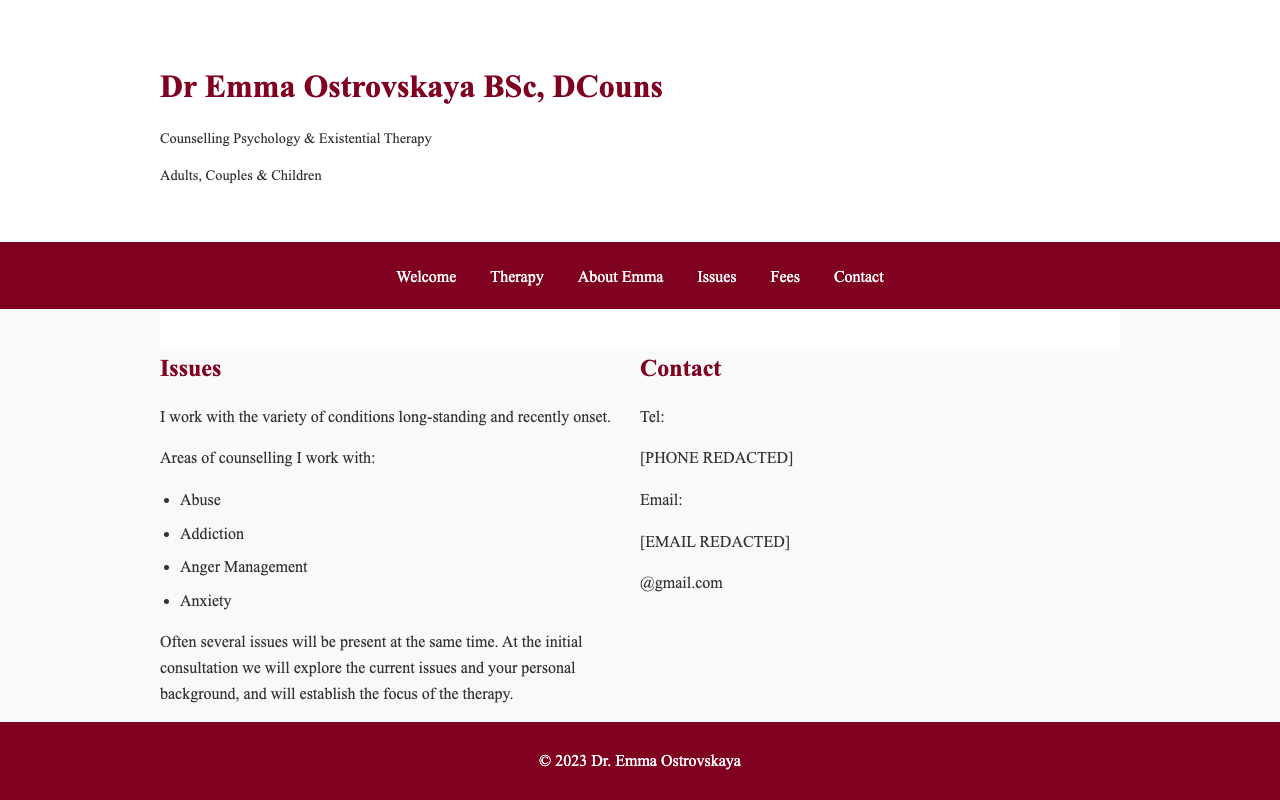 Dr Emma Ostrovskaya BSc, DCouns
Counselling Psychology & Existential Therapy
Adults, Couples & Children
Welcome Therapy About Emma Issues Fees Contact
Issues
I work with the variety of conditions long-standing and recently onset.
Areas of counselling I work with:
Abuse
Addiction
Anger Management
Anxiety
Often several issues will be present at the same time. At the initial
consultation we will explore the current issues and your personal
background, and will establish the focus of the therapy.
Contact
Tel:
[PHONE REDACTED]
Email:
[EMAIL REDACTED]
@gmail.com
© 2023 Dr. Emma Ostrovskaya